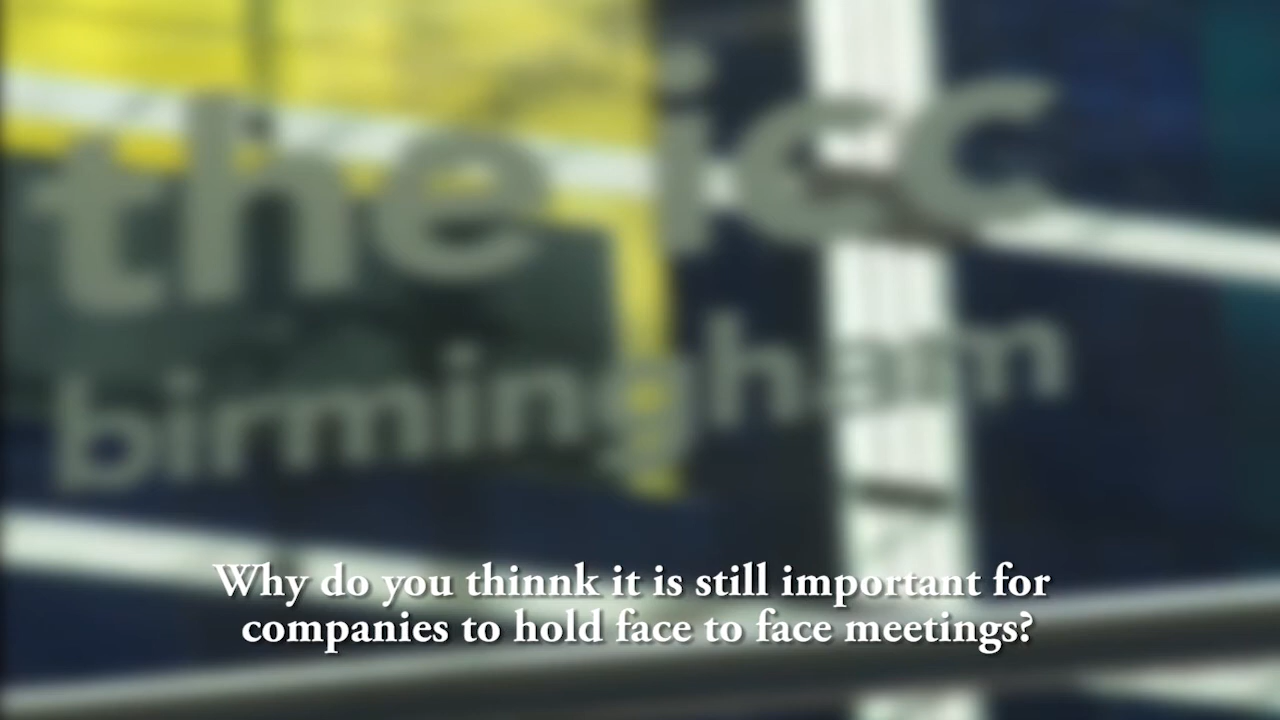 the icc
birmingham
Why do you thinnk it is still important for
companies to hold face to face meetings?